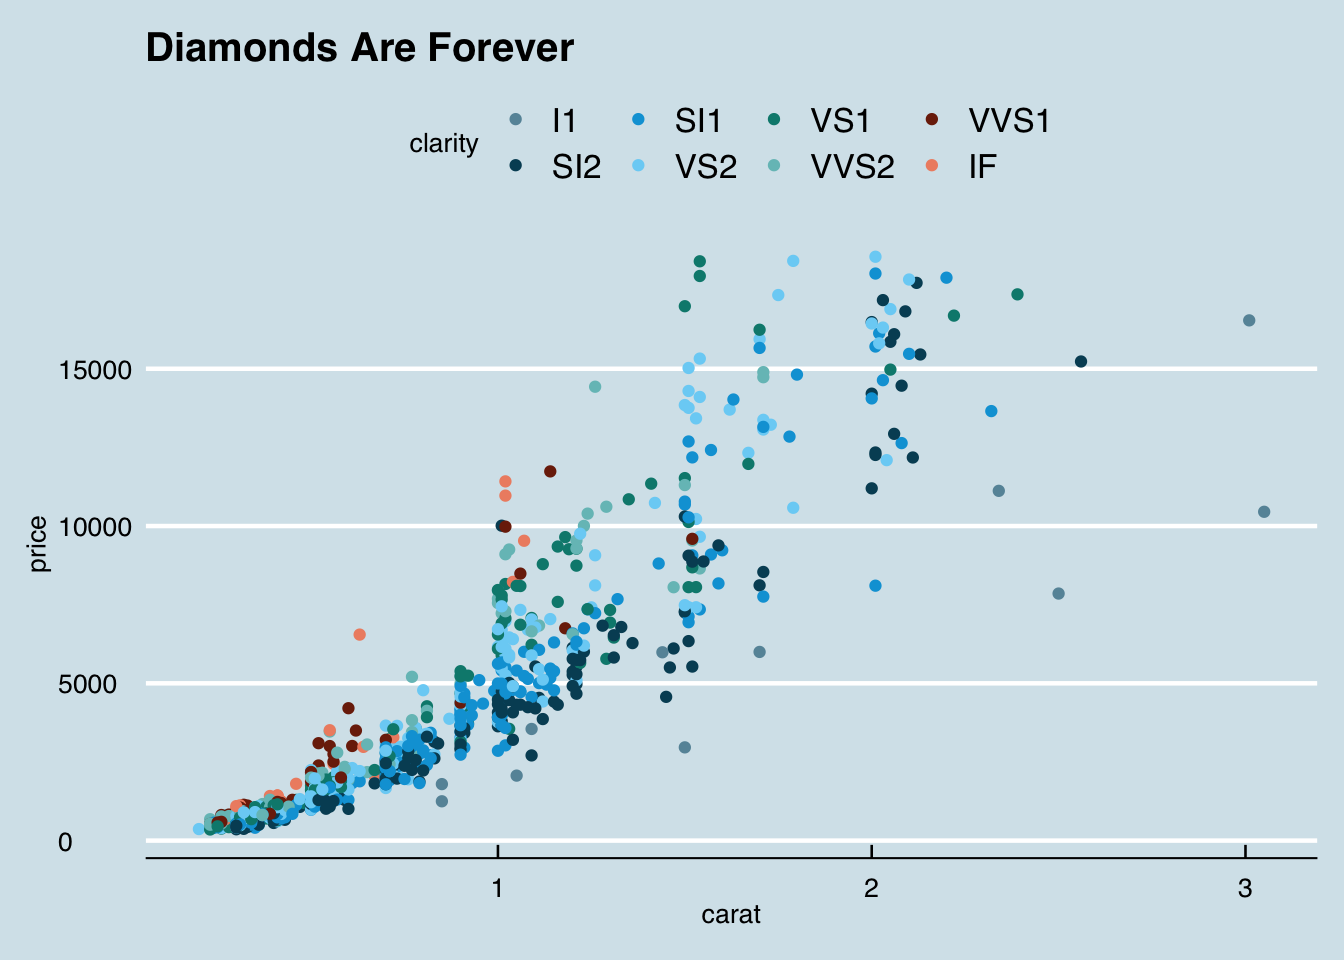 Diamonds Are Forever
clarity
I1 SI1 VS1 VVS1
SI2 VS2 VVS2 IF
price
15000
10000
5000
0
1 2 3
carat